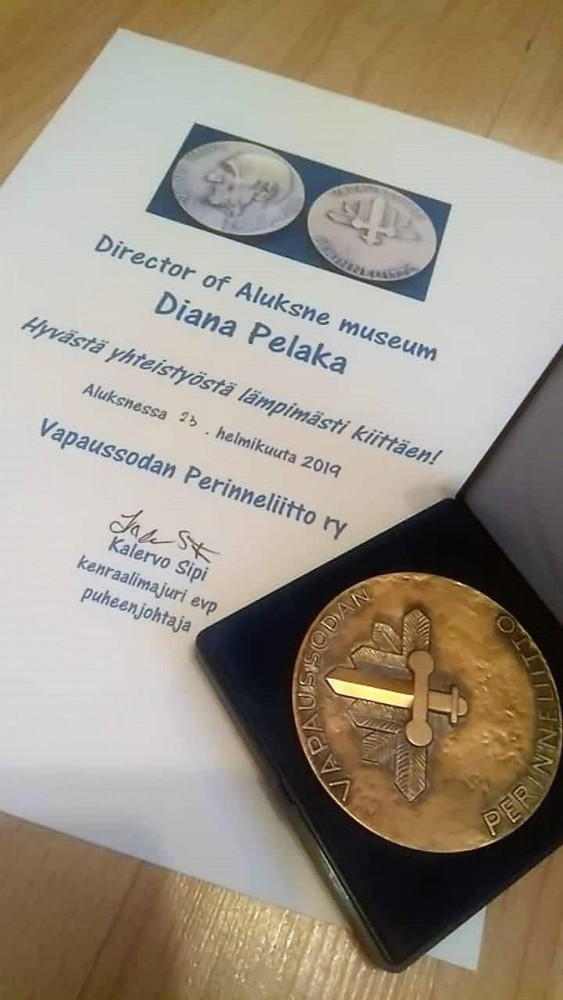 Director of Aluksne museum
Diana Pelaka
Hyvästä yhteistyöstä lämpimästi kiittäen!
Aluksnessa 23 . helmikuuta 2019
Vapaussodan Perinneliitto ry
Kalervo Sipi
kenraalimajuri evp
puheenjohtaja
VAPAUSSODAN
PERINNELIITTO